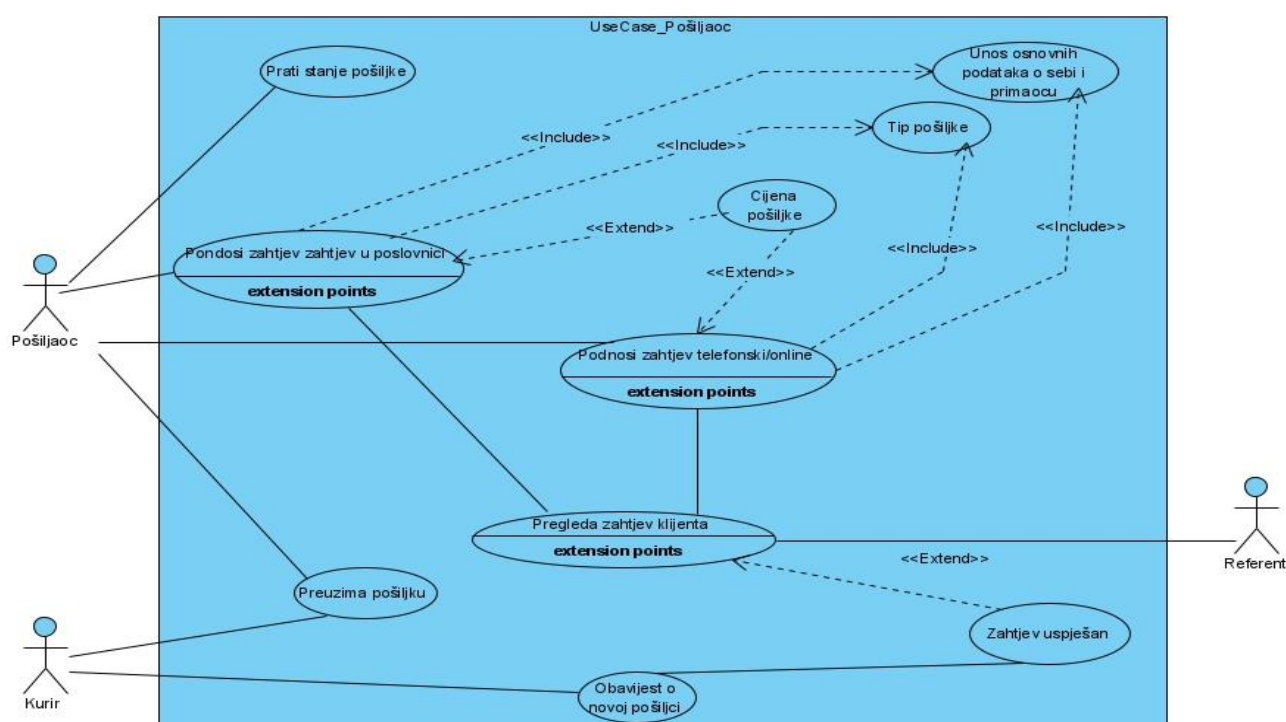 UseCase_Pošiljaoc
Prati stanje pošiljke
Unos osnovnih
podataka o sebi i
primaocu
<<Include>>
Tip pošiljke
<<Include>>
Cijena
pošiljke
<<Extend>>
<<Include>>
<<Include>>
Pondosi zahtjev zahtjev u poslovnici
extension points
<<Extend>>
Pošiljaoc
Podnosi zahtjev telefonski/online
extension points
Pregleda zahtjev klijenta
extension points
<<Extend>>
Referent
Preuzima pošiljku
Zahtjev uspješan
Kurir
Obavijest o
novoj pošiljci